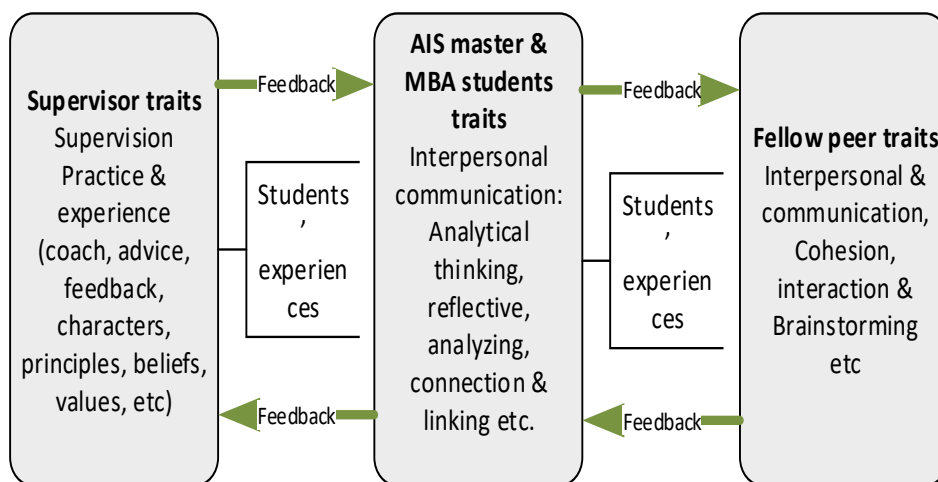 Supervisor traits
Supervision
Practice &
experience
(coach, advice,
feedback,
characters,
principles, beliefs,
values, etc)
Feedback
Students
’
experien
ces
Feedback
AIS master &
MBA students
traits
Interpersonal
communication:
Analytical
thinking,
reflective,
analyzing,
connection &
linking etc.
Feedback
Students
’
experien
ces
Feedback
Fellow peer traits
Interpersonal &
communication,
Cohesion,
interaction &
Brainstorming
etc